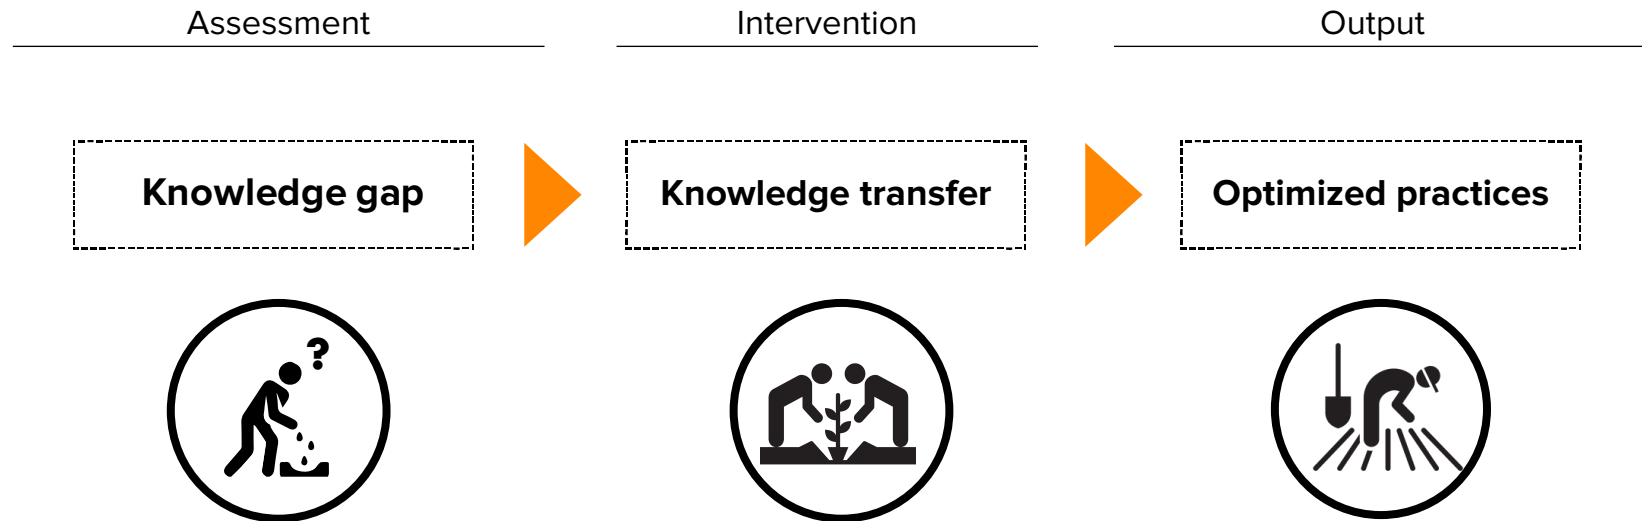 Assessment
Intervention
Output
Knowledge gap
Knowledge transfer
Optimized practices
?